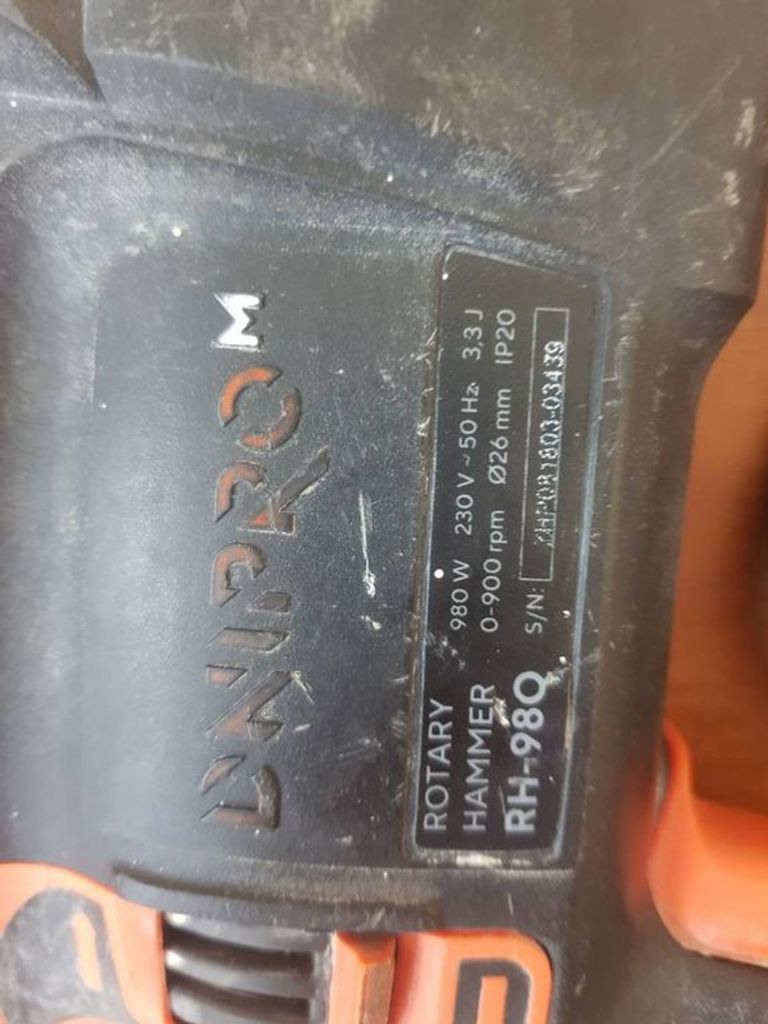 DNIPRO M
ROTARY
HAMMER
RH-98Q
980 W 230 V ~ 50 Hz 3,3 J
0-900 rpm Ø26 mm IP20
S/N: